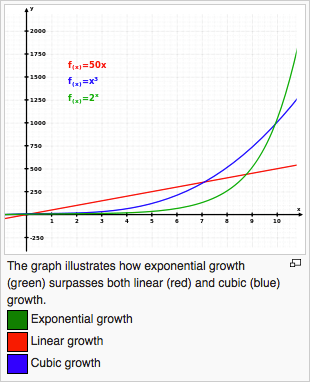 y
2000
1750
1500
1250
1000
750
500
250
-250
1 2 3 4 5 6 7 8 9 10
x
f(x)=50x
f(x)=x³
f(x)=2ˣ
The graph illustrates how exponential growth
(green) surpasses both linear (red) and cubic (blue)
growth.
Exponential growth
Linear growth
Cubic growth